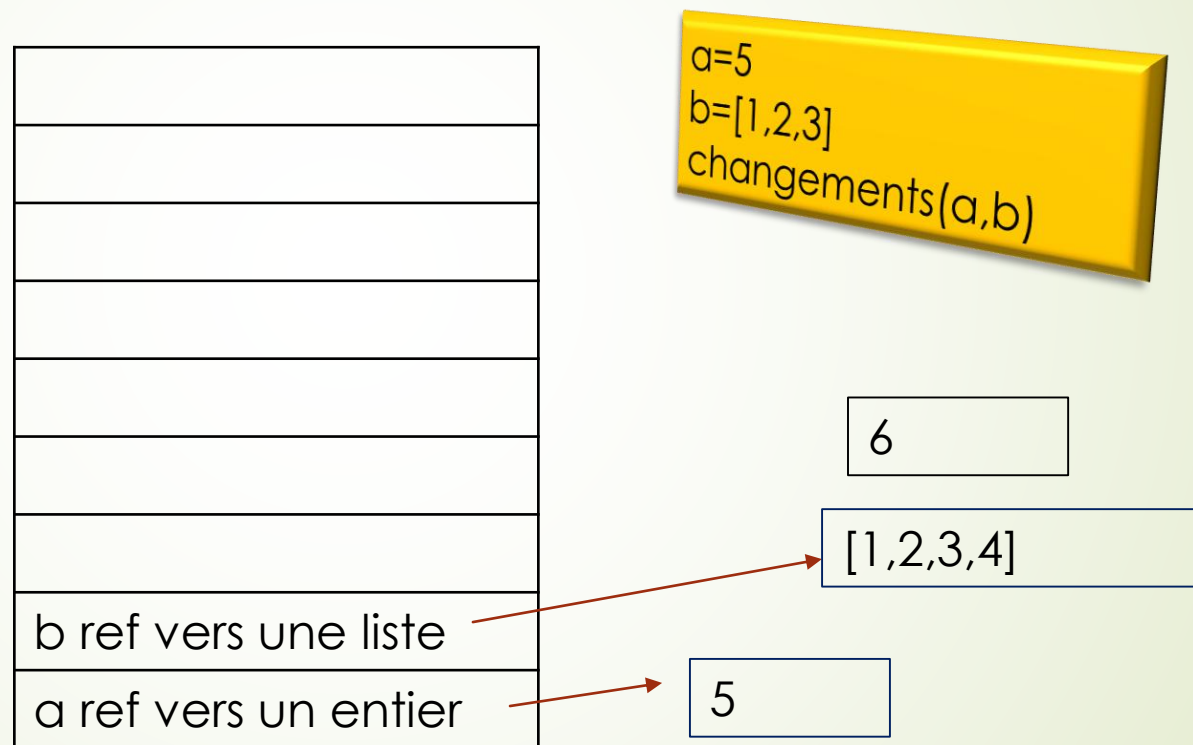 a=5
b=[1,2,3]
changements(a,b)
6
[1,2,3,4]
b ref vers une liste
a ref vers un entier
5